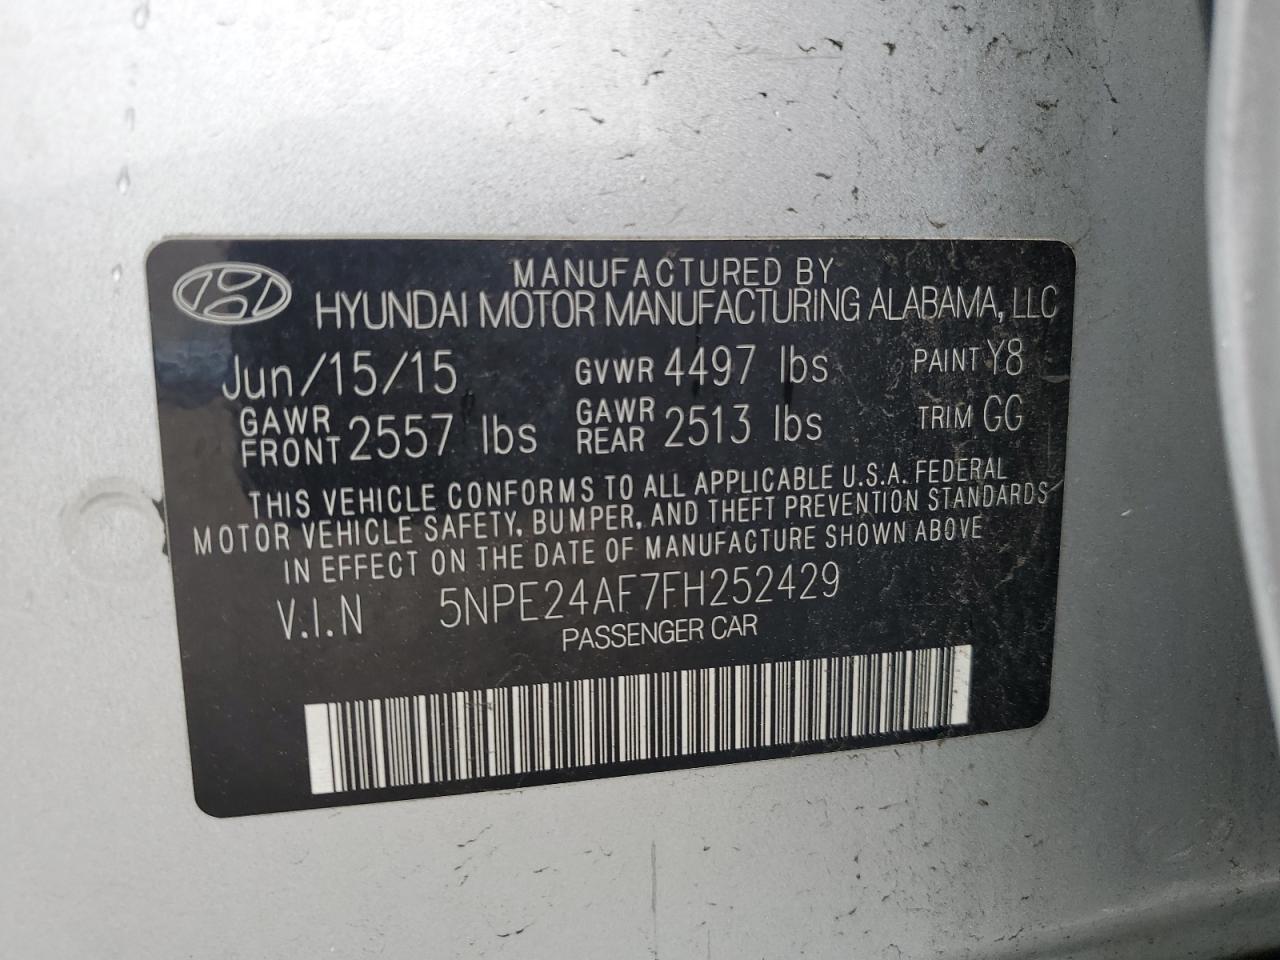 MANUFACTURED BY
HYUNDAI MOTOR MANUFACTURING ALABAMA, LLC
Jun/15/15 GVWR 4497 lbs PAINT Y8
GAWR FRONT 2557 lbs GAWR REAR 2513 lbs TRIM GG
THIS VEHICLE CONFORMS TO ALL APPLICABLE U.S.A. FEDERAL
MOTOR VEHICLE SAFETY, BUMPER, AND THEFT PREVENTION STANDARDS
IN EFFECT ON THE DATE OF MANUFACTURE SHOWN ABOVE
V.I.N 5NPE24AF7FH252429
PASSENGER CAR